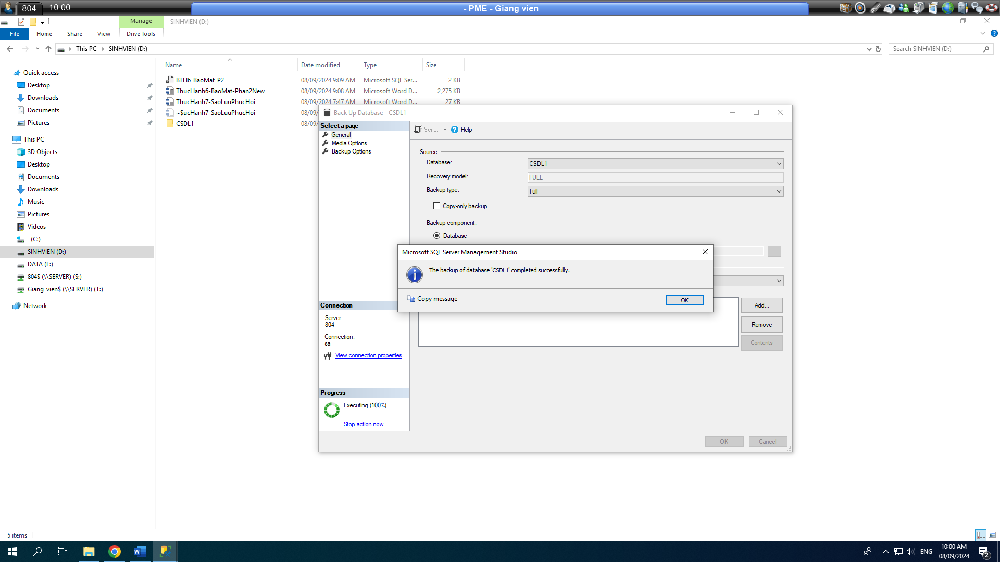 804 10:00 - PME - Giang vien
Manage SINHVIEN (D:)
File Home Share View Drive Tools
This PC SINHVIEN (D:) Search SINHVIEN (D:)
Name Date modified Type Size
Quick access
Desktop
Downloads
Documents
Pictures
This PC
3D Objects
Desktop
Documents
Downloads
Music
Pictures
Videos
(C:)
SINHVIEN (D:)
DATA (E:)
804$ (\\SERVER) (S:)
Giang_vien$ (\\SERVER) (T:)
Network
BTH6_BaoMat_P2 08/09/2024 9:09 AM Microsoft SQL Ser... 2 KB
ThucHanh6-BaoMat-Phan2New 08/09/2024 9:08 AM Microsoft Word D... 2,275 KB
ThucHanh7-SaoLuuPhucHoi 08/09/2024 7:47 AM Microsoft Word D... 27 KB
~$ucHanh7-SaoLuuPhucHoi 08/09/
CSDL1 08/09/
Back Up Database - CSDL1
Select a page
General
Media Options
Backup Options
Script Help
Source
Database: CSDL1
Recovery model: FULL
Backup type: Full
Copy-only backup
Backup component:
Database
...
Microsoft SQL Server Management Studio
The backup of database 'CSDL1' completed successfully.
Copy message OK
Add...
Remove
Contents
Connection
Server:
804
Connection:
sa
View connection properties
Progress
Executing (100%)
Stop action now
OK Cancel
5 items
ENG 10:00 AM
08/09/2024
2